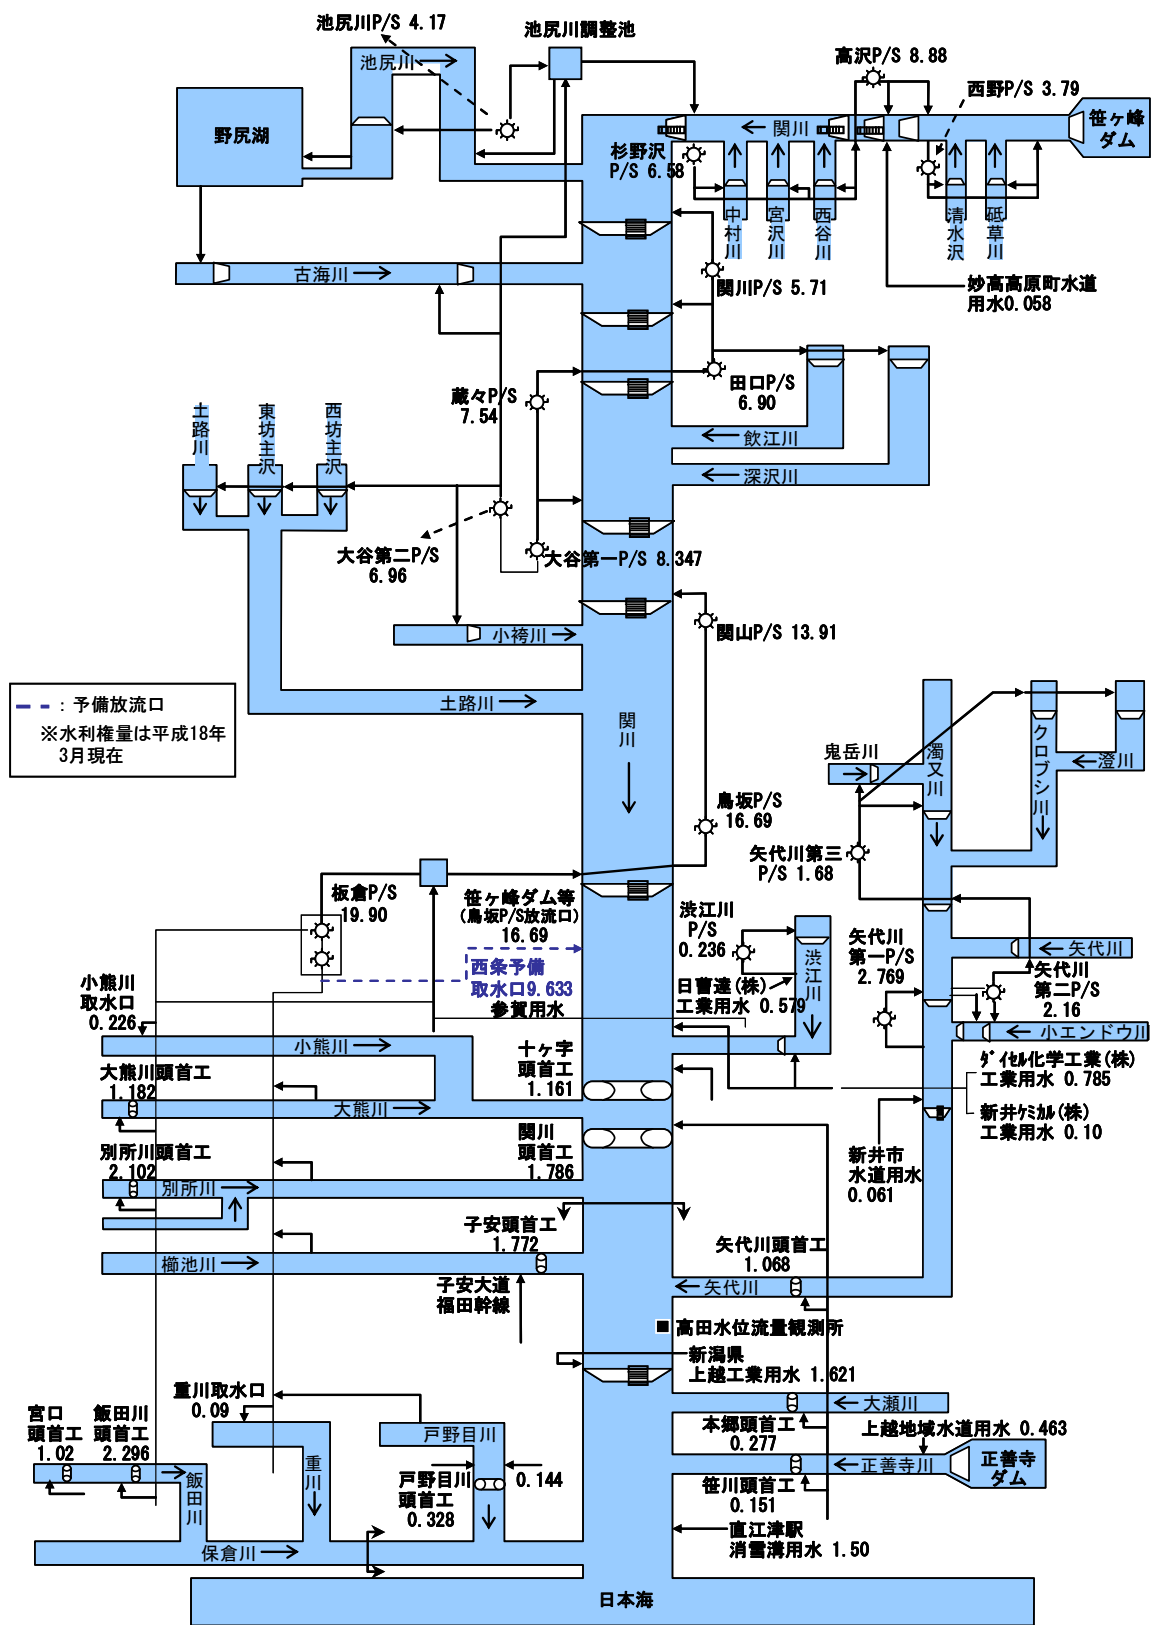 池尻川P/S 4.17
池尻川調整池
高沢P/S 8.88
池尻川
西野P/S 3.79
笹ヶ峰
ダム
野尻湖
関川
杉野沢
P/S 6.58
中村川
宮沢川
西谷川
清水沢
砥草川
古海川
関川P/S 5.71
妙高高原町水道
用水0.058
蔵々P/S
7.54
田口P/S
6.90
土路川
東坊主沢
西坊主沢
飲江川
深沢川
大谷第二P/S
6.96
大谷第一P/S 8.347
小袴川
関山P/S 13.91
土路川
: 予備放流口
※水利権量は平成18年
3月現在
関川
鬼岳川
濁又川
クロブシ川
澄川
鳥坂P/S
16.69
矢代川第三
P/S 1.68
板倉P/S
19.90
笹ヶ峰ダム等
(鳥坂P/S放流口)
16.69
渋江川
P/S
0.236
渋江川
矢代川
第一P/S
2.769
矢代川
矢代川
第二P/S
2.16
小熊川
取水口
0.226
西条予備
取水口9.633
参賀用水
日曹達(株)
工業用水 0.579
小エンドウ川
小熊川
十ヶ字
頭首工
1.161
ダイセル化学工業(株)
工業用水 0.785
大熊川頭首工
1.182
大熊川
新井ケミカル(株)
工業用水 0.10
別所川頭首工
2.102
関川
頭首工
1.786
新井市
水道用水
0.061
別所川
子安頭首工
1.772
矢代川頭首工
1.068
櫛池川
子安大道
福田幹線
矢代川
■ 高田水位流量観測所
新潟県
上越工業用水 1.621
重川取水口
0.09
大瀬川
宮口
頭首工
1.02
飯田川
頭首工
2.296
戸野目川
本郷頭首工
0.277
上越地域水道用水 0.463
飯田川
重川
戸野目川
頭首工
0.328
0.144
正善寺川
正善寺
ダム
笹川頭首工
0.151
直江津駅
消雪溝用水 1.50
保倉川
日本海